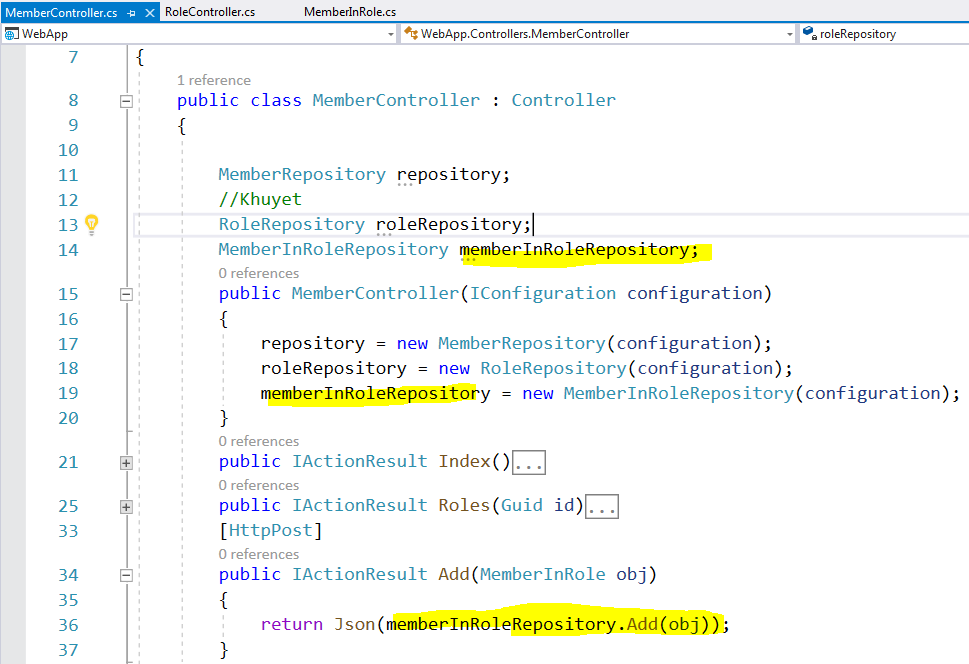 MemberController.cs RoleController.cs MemberInRole.cs
WebApp WebApp.Controllers.MemberController roleRepository
7 {
1 reference
8 public class MemberController : Controller
9 {
10
11 MemberRepository repository;
12 //Khuyet
13 RoleRepository roleRepository;
14 MemberInRoleRepository memberInRoleRepository;
0 references
15 public MemberController(IConfiguration configuration)
16 {
17 repository = new MemberRepository(configuration);
18 roleRepository = new RoleRepository(configuration);
19 memberInRoleRepository = new MemberInRoleRepository(configuration);
20 }
0 references
21 public IActionResult Index()...
0 references
25 public IActionResult Roles(Guid id)...
33 [HttpPost]
0 references
34 public IActionResult Add(MemberInRole obj)
35 {
36 return Json(memberInRoleRepository.Add(obj));
37 }